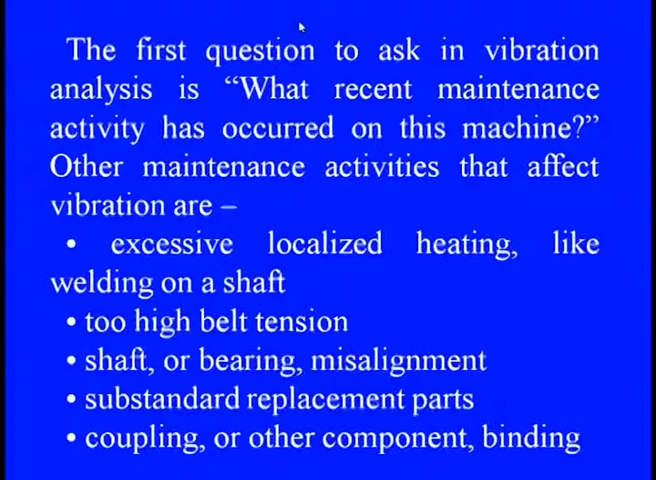 The first question to ask in vibration
analysis is “What recent maintenance
activity has occurred on this machine?”
Other maintenance activities that affect
vibration are –
• excessive localized heating, like
welding on a shaft
• too high belt tension
• shaft, or bearing, misalignment
• substandard replacement parts
• coupling, or other component, binding